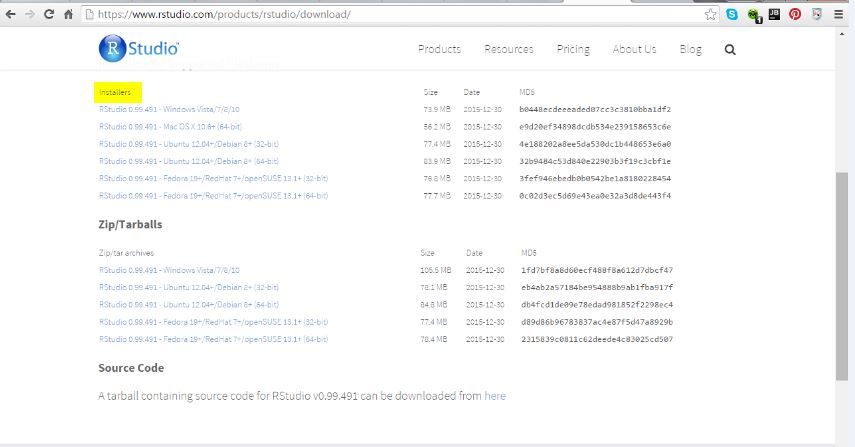 https://www.rstudio.com/products/rstudio/download/
R Studio
Products Resources Pricing About Us Blog
Installers Size Date MD5
RStudio 0.99.491 - Windows Vista/7/8/10 73.9 MB 2015-12-30 b0448ecdeeeaded07cc3c3810bba1df2
RStudio 0.99.491 - Mac OS X 10.6+ (64-bit) 56.2 MB 2015-12-30 e9d20ef34898dcdb534e239158653c6e
RStudio 0.99.491 - Ubuntu 12.04+/Debian 8+ (32-bit) 77.4 MB 2015-12-30 4e188202a8ee5da530dc1b448653e6a0
RStudio 0.99.491 - Ubuntu 12.04+/Debian 8+ (64-bit) 83.9 MB 2015-12-30 32b9484c53d840e22903b3f19c3cbf1e
RStudio 0.99.491 - Fedora 19+/RedHat 7+/openSUSE 13.1+ (32-bit) 76.8 MB 2015-12-30 3fef946ebedb0b0542be1a8180228454
RStudio 0.99.491 - Fedora 19+/RedHat 7+/openSUSE 13.1+ (64-bit) 77.7 MB 2015-12-30 0c02d3ec5d69e43ea0e32a3d8de443f4
Zip/Tarballs
Zip/tar archives Size Date MD5
RStudio 0.99.491 - Windows Vista/7/8/10 105.5 MB 2015-12-30 1fd7bf8a8d60ecf488f8a612d7dbcf47
RStudio 0.99.491 - Ubuntu 12.04+/Debian 8+ (32-bit) 78.1 MB 2015-12-30 eb4ab2a57184be954888b9ab1fba917f
RStudio 0.99.491 - Ubuntu 12.04+/Debian 8+ (64-bit) 84.8 MB 2015-12-30 db4fcd1de09e78edad981852f2298ec4
RStudio 0.99.491 - Fedora 19+/RedHat 7+/openSUSE 13.1+ (32-bit) 77.4 MB 2015-12-30 d89d86b96783837ac4e87f5d47a8929b
RStudio 0.99.491 - Fedora 19+/RedHat 7+/openSUSE 13.1+ (64-bit) 78.4 MB 2015-12-30 2315839c0811c62deede4c83025cd507
Source Code
A tarball containing source code for RStudio v0.99.491 can be downloaded from here